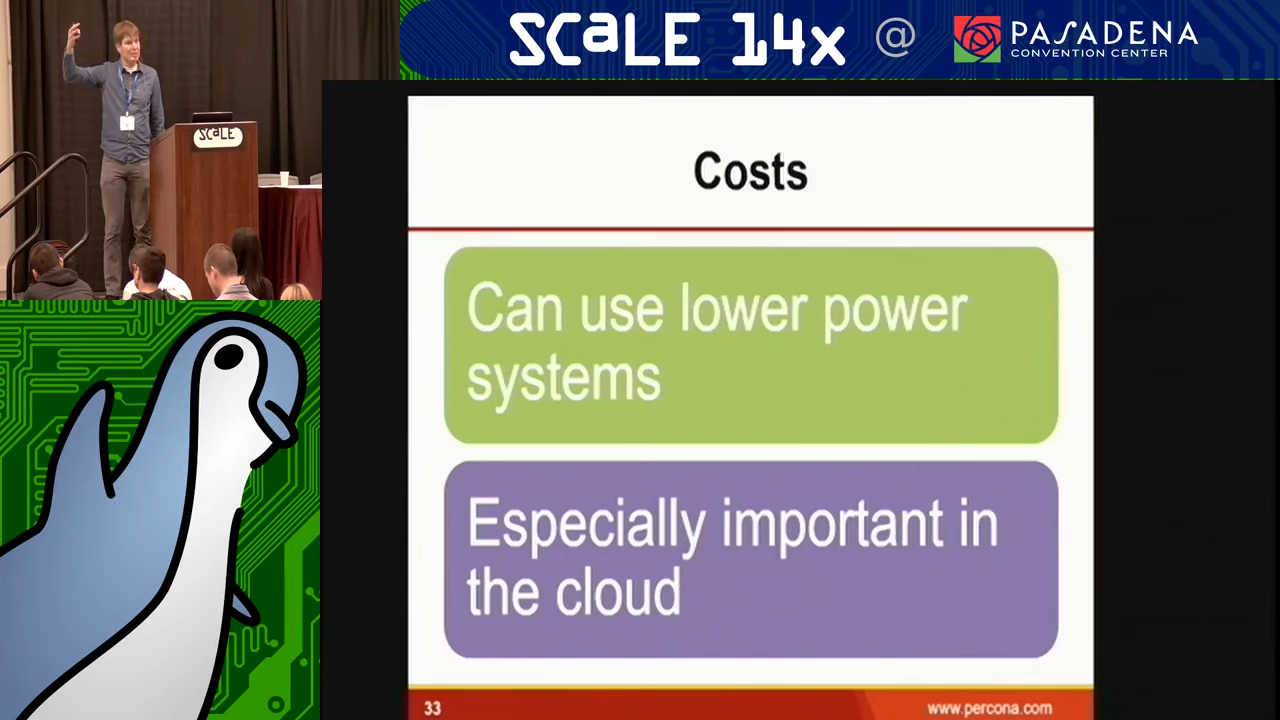 SCALE 14x @ PASADENA
CONVENTION CENTER
SCALE
Costs
Can use lower power
systems
Especially important in
the cloud
33 www.percona.com